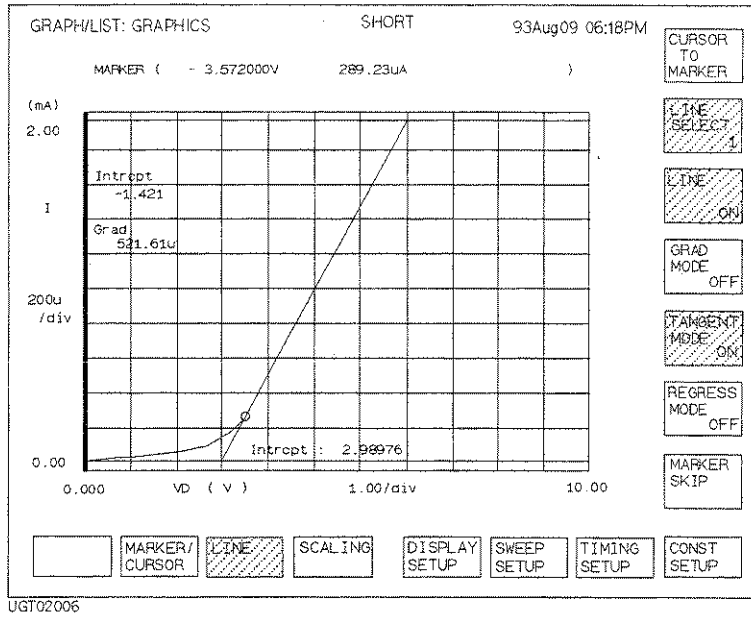 GRAPH/LIST: GRAPHICS SHORT 93Aug09 06:18PM
MARKER ( - 3.572000V 289.23uA )
(mA)
2.00
I
200u
/div
0.00
Intrcpt
-1.421
Grad
521.61u
Intrcpt : 2.98976
0.000 VD ( V ) 1.00/div 10.00
CURSOR
TO
MARKER
LINE
SELECT
1
LINE
ON
GRAD
MODE
OFF
TANGENT
MODE
ON
REGRESS
MODE
OFF
MARKER
SKIP
MARKER/
CURSOR
LINE
SCALING
DISPLAY
SETUP
SWEEP
SETUP
TIMING
SETUP
CONST
SETUP
UGT02006